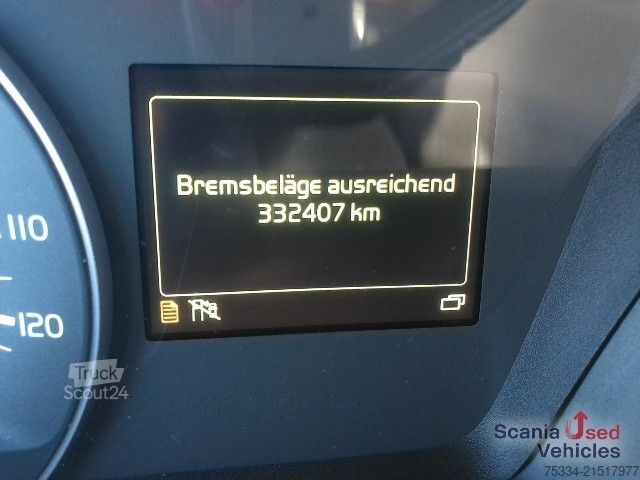 Bremsbeläge ausreichend
332407 km
110
120
Truck
Scout24
Scania Used
Vehicles
75334-21517977